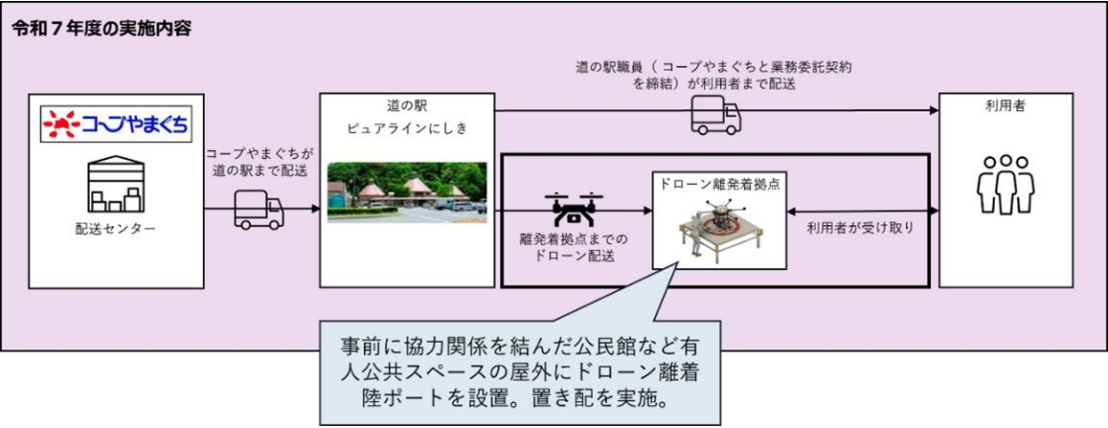 令和７年度の実施内容
道の駅職員（コープやまぐちと業務委託契約
を締結）が利用者まで配送
コープやまぐち
配送センター
コープやまぐちが
道の駅まで配送
道の駅
ピュアラインにしき
離発着拠点までの
ドローン配送
ドローン離発着拠点
利用者が受け取り
利用者
事前に協力関係を結んだ公民館など有
人公共スペースの屋外にドローン離着
陸ポートを設置。置き配を実施。